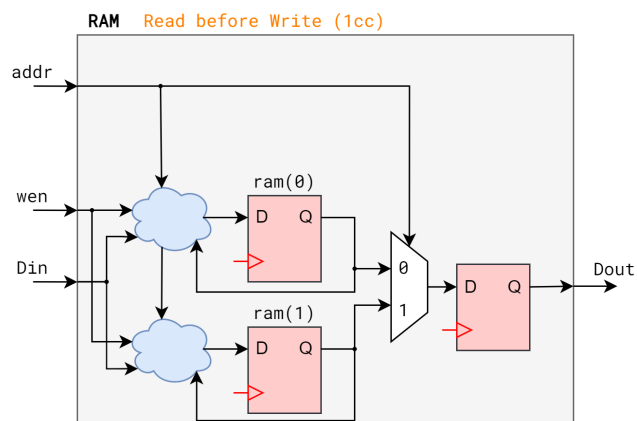 RAM Read before Write (1cc)
addr
ram(0)
wen
D Q
Din
0
Dout
1
D Q
ram(1)
D Q